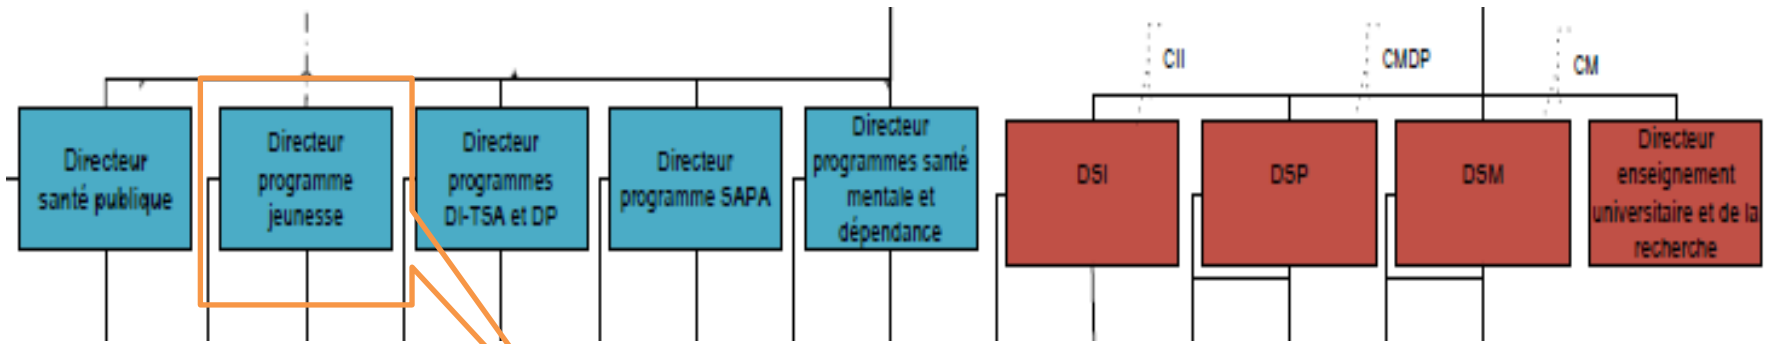 CII
CMDP
CM
Directeur
santé publique
Directeur
programme
jeunesse
Directeur
programmes
DI-TSA et DP
Directeur
programme SAPA
Directeur
programmes santé
mentale et
dépendance
DSI
DSP
DSM
Directeur
enseignement
universitaire et de la
recherche